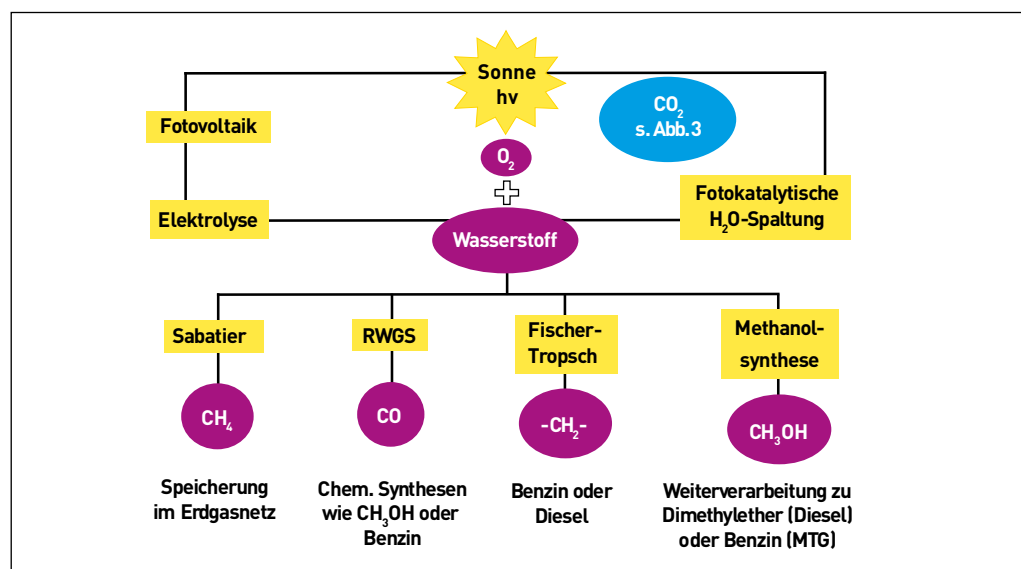 Sonne
hv
CO₂
s. Abb. 3
Fotovoltaik
O₂
Elektrolyse
Fotokatalytische
H₂O-Spaltung
Wasserstoff
Sabatier
RWGS
Fischer-
Tropsch
Methanol-
synthese
CH₄
CO
-CH₂-
CH₃OH
Speicherung
im Erdgasnetz
Chem. Synthesen
wie CH₃OH oder
Benzin
Benzin oder
Diesel
Weiterverarbeitung zu
Dimethylether (Diesel)
oder Benzin (MTG)